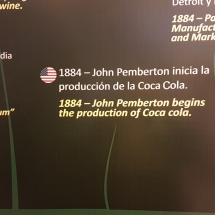 wine.
Detroit y
1884 – Pa
Manufact
and Mark
dia
um"
1884 – John Pemberton inicia la
producción de la Coca Cola.
1884 – John Pemberton begins
the production of Coca cola.